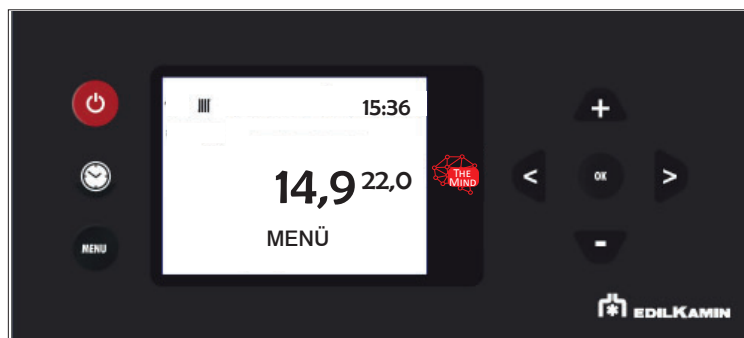 15:36
14,9 22,0
THE
MIND
MENÜ
MENU
+
< OK >
-
EDILKAMIN